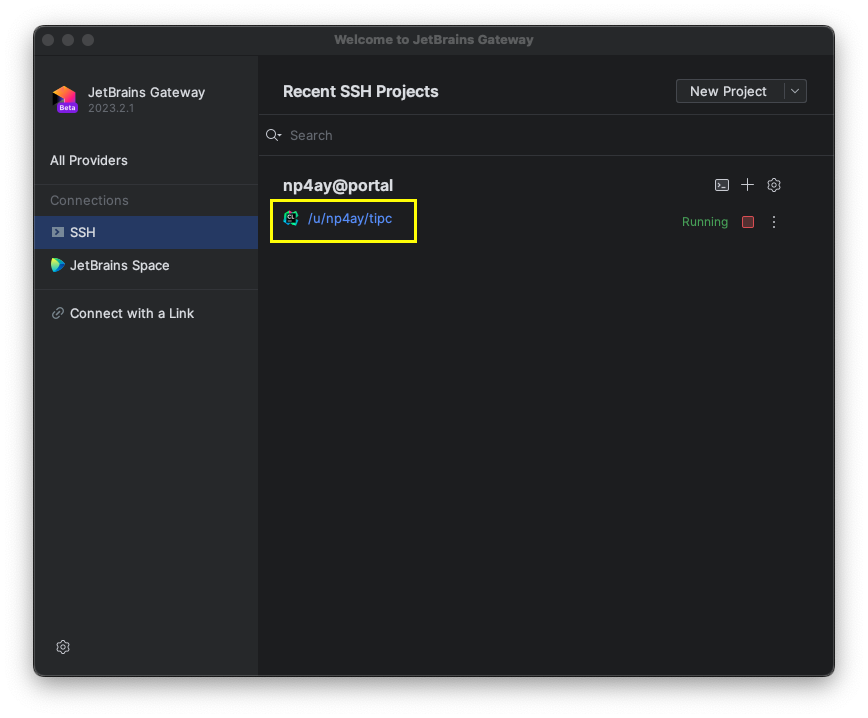 Welcome to JetBrains Gateway
JetBrains Gateway
Beta
2023.2.1
All Providers
Connections
SSH
JetBrains Space
Connect with a Link
Recent SSH Projects
New Project
Search
np4ay@portal
CL
/u/np4ay/tipc
Running